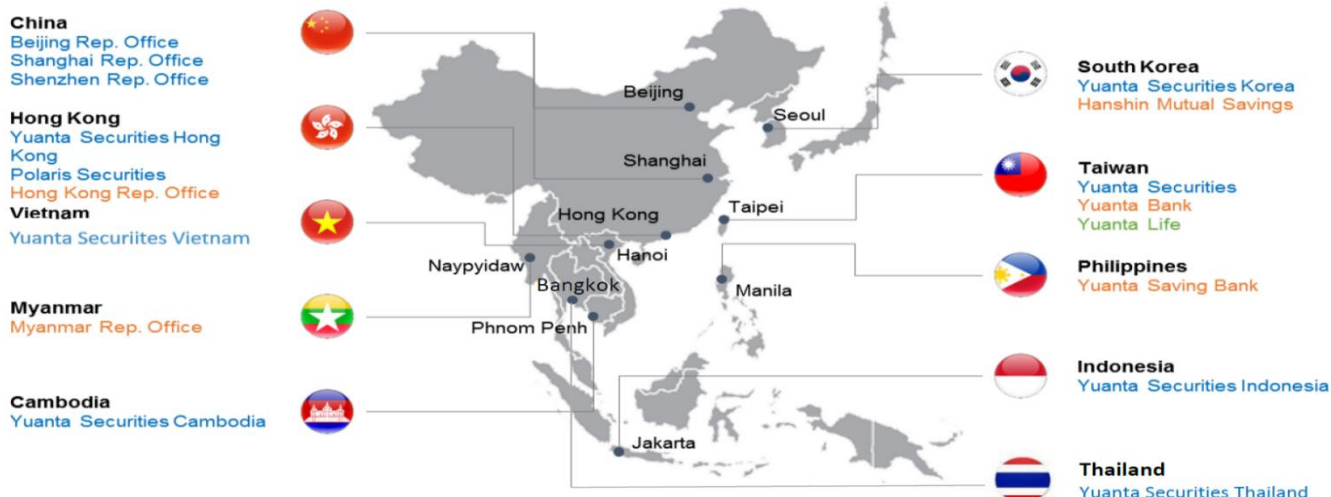 China
Beijing Rep. Office
Shanghai Rep. Office
Shenzhen Rep. Office
Hong Kong
Yuanta Securities Hong
Kong
Polaris Securities
Hong Kong Rep. Office
Vietnam
Yuanta Securiites Vietnam
Myanmar
Myanmar Rep. Office
Cambodia
Yuanta Securities Cambodia
Beijing
Seoul
Shanghai
Hong Kong
Taipei
Hanoi
Naypyidaw
Bangkok
Manila
Phnom Penh
Jakarta
South Korea
Yuanta Securities Korea
Hanshin Mutual Savings
Taiwan
Yuanta Securities
Yuanta Bank
Yuanta Life
Philippines
Yuanta Saving Bank
Indonesia
Yuanta Securities Indonesia
Thailand
Yuanta Securities Thailand